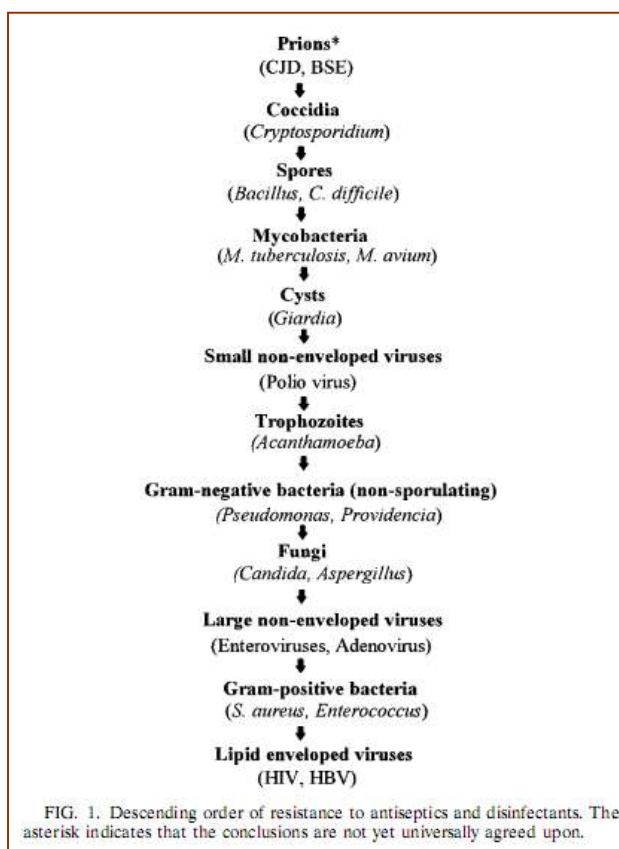 Prions*
(CJD, BSE)
Coccidia
(Cryptosporidium)
Spores
(Bacillus, C. difficile)
Mycobacteria
(M. tuberculosis, M. avium)
Cysts
(Giardia)
Small non-enveloped viruses
(Polio virus)
Trophozoites
(Acanthamoeba)
Gram-negative bacteria (non-sporulating)
(Pseudomonas, Providencia)
Fungi
(Candida, Aspergillus)
Large non-enveloped viruses
(Enteroviruses, Adenovirus)
Gram-positive bacteria
(S. aureus, Enterococcus)
Lipid enveloped viruses
(HIV, HBV)
FIG. 1. Descending order of resistance to antiseptics and disinfectants. The
asterisk indicates that the conclusions are not yet universally agreed upon.